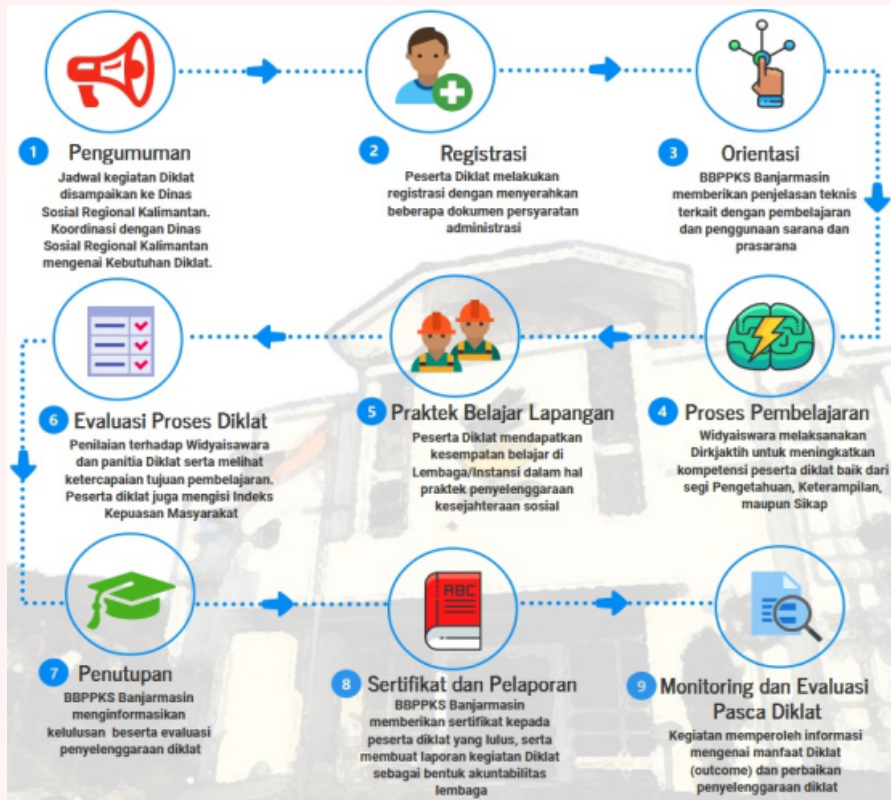 1 Pengumuman
Jadwal kegiatan Diklat
disampaikan ke Dinas
Sosial Regional Kalimantan.
Koordinasi dengan Dinas
Sosial Regional Kalimantan
mengenai Kebutuhan Diklat.
2 Registrasi
Peserta Diklat melakukan
registrasi dengan menyerahkan
beberapa dokumen persyaratan
administrasi
3 Orientasi
BBPPKS Banjarmasin
memberikan penjelasan teknis
terkait dengan pembelajaran
dan penggunaan sarana dan
prasarana
4 Proses Pembelajaran
Widyaiswara melaksanakan
Dirkjaktih untuk meningkatkan
kompetensi peserta diklat baik dari
segi Pengetahuan, Keterampilan,
maupun Sikap
5 Praktek Belajar Lapangan
Peserta Diklat mendapatkan
kesempatan belajar di
Lembaga/Instansi dalam hal
praktek penyelenggaraan
kesejahteraan sosial
6 Evaluasi Proses Diklat
Penilaian terhadap Widyaisawara
dan panitia Diklat serta melihat
ketercapaian tujuan pembelajaran.
Peserta diklat juga mengisi Indeks
Kepuasan Masyarakat
7 Penutupan
BBPPKS Banjarmasin
menginformasikan
kelulusan beserta evaluasi
penyelenggaraan diklat
ABC
8 Sertifikat dan Pelaporan
BBPPKS Banjarmasin
memberikan sertifikat kepada
peserta diklat yang lulus, serta
membuat laporan kegiatan Diklat
sebagai bentuk akuntabilitas
lembaga
9 Monitoring dan Evaluasi
Pasca Diklat
Kegiatan memperoleh informasi
mengenai manfaat Diklat
(outcome) dan perbaikan
penyelenggaraan diklat